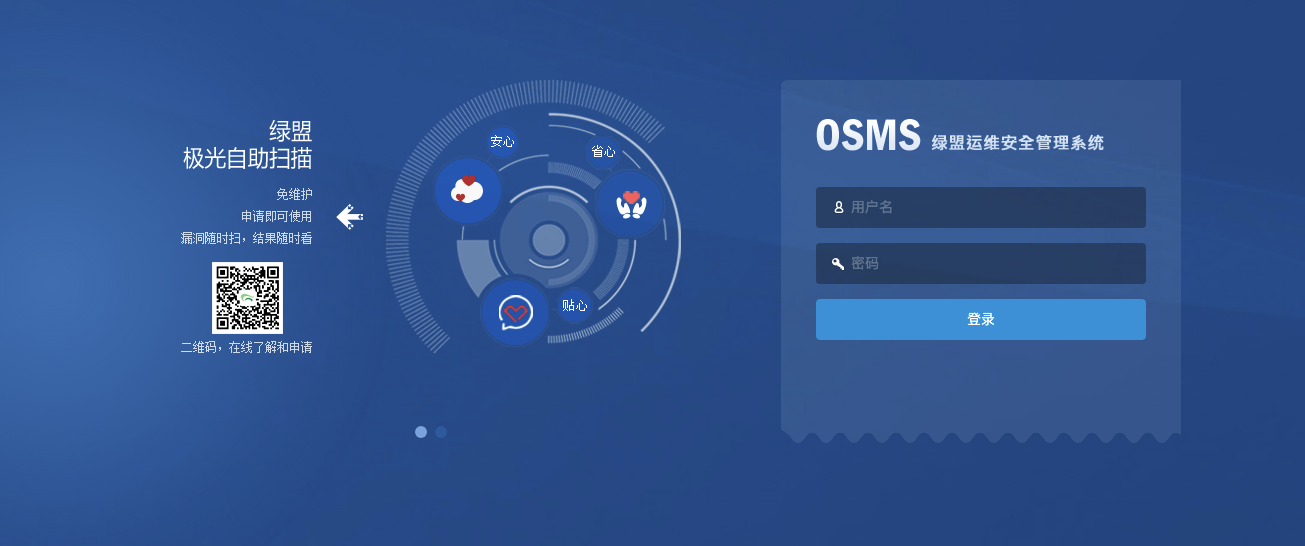 绿盟
极光自助扫描
免维护
申请即可使用
漏洞随时扫，结果随时看
二维码，在线了解和申请
安心
省心
贴心
OSMS 绿盟运维安全管理系统
用户名
密码
登录